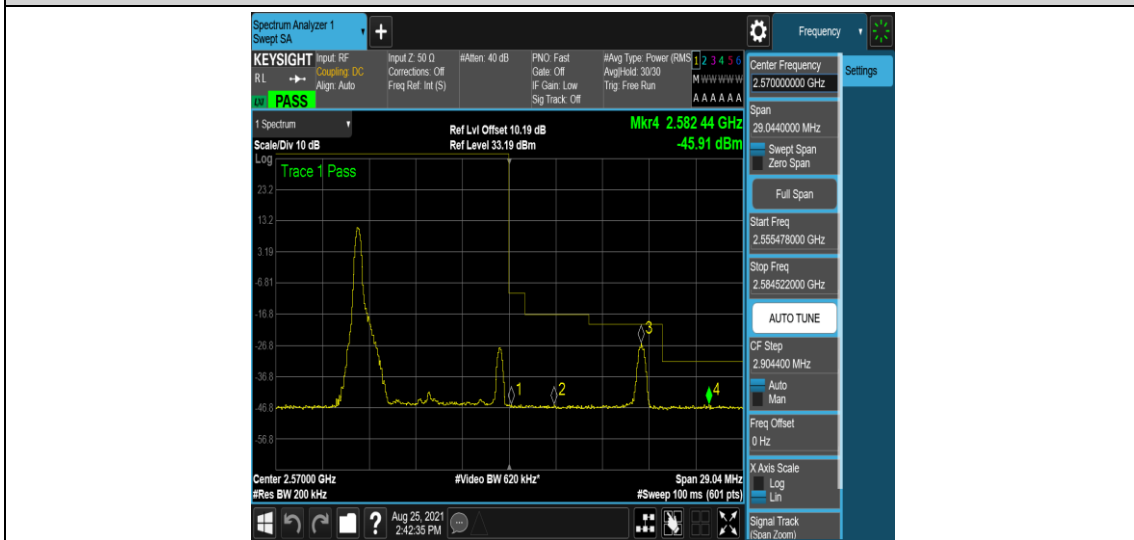 Spectrum Analyzer 1
Swept SA
+
Frequency
KEYSIGHT
RL
LXI
PASS
Input: RF
Coupling: DC
Align: Auto
Input Z: 50 Ω
Corrections: Off
Freq Ref: Int (S)
#Atten: 40 dB
PNO: Fast
Gate: Off
IF Gain: Low
Sig Track: Off
#Avg Type: Power (RMS
Avg|Hold: 30/30
Trig: Free Run
1 2 3 4 5 6
M W W W W W
A A A A A A
1 Spectrum
Scale/Div 10 dB
Ref Lvl Offset 10.19 dB
Ref Level 33.19 dBm
Mkr4 2.582 44 GHz
-45.91 dBm
Log
Trace 1 Pass
23.2
13.2
3.19
-6.81
-16.8
-26.8
-36.8
-46.8
-56.8
1
2
3
4
Center 2.57000 GHz
#Res BW 200 kHz
#Video BW 620 kHz*
Span 29.04 MHz
#Sweep 100 ms (601 pts)
?
Aug 25, 2021
2:42:35 PM
Center Frequency
2.570000000 GHz
Settings
Span
29.0440000 MHz
Swept Span
Zero Span
Full Span
Start Freq
2.555478000 GHz
Stop Freq
2.584522000 GHz
AUTO TUNE
CF Step
2.904400 MHz
Auto
Man
Freq Offset
0 Hz
X Axis Scale
Log
Lin
Signal Track
(Span Zoom)